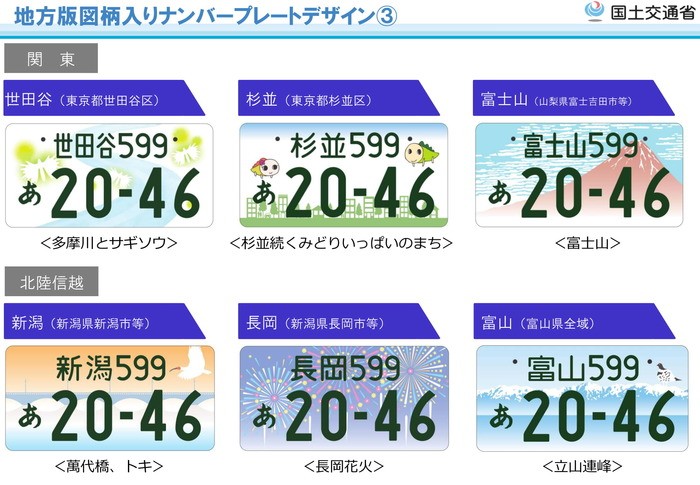 地方版図柄入りナンバープレートデザイン③
国土交通省
関 東
世田谷（東京都世田谷区）
杉並（東京都杉並区）
富士山（山梨県富士吉田市等）
世田谷599
あ 20-46
杉並599
あ 20-46
富士山599
あ 20-46
＜多摩川とサギソウ＞
＜杉並続くみどりいっぱいのまち＞
＜富士山＞
北陸信越
新潟（新潟県新潟市等）
長岡（新潟県長岡市等）
富山（富山県全域）
新潟599
あ 20-46
長岡599
あ 20-46
富山599
あ 20-46
＜萬代橋、トキ＞
＜長岡花火＞
＜立山連峰＞